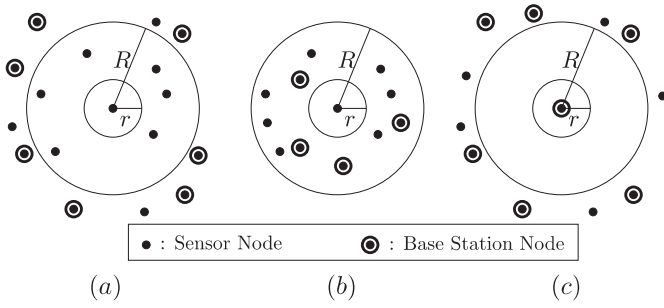 R R R
r r r
: Sensor Node : Base Station Node
(a) (b) (c)